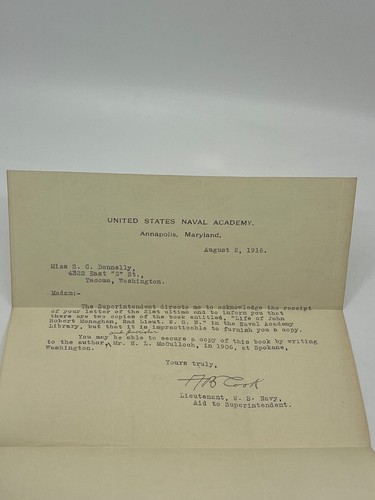 UNITED STATES NAVAL ACADEMY,
Annapolis, Maryland,
August 2, 1916.
Miss S. C. Donnelly,
4322 East "G" St.,
Tacoma, Washington.
Madam:-
The Superintendent directs me to acknowledge the receipt
of your letter of the 21st ultimo and to inform you that
there are two copies of the book entitled, "Life of John
Robert Monaghan, Lieut. U. S. N." in the Naval Academy
Library, but that it is impracticable to furnish you a copy.
You may be able to secure a copy of this book by writing
and publisher
to the author, Mr. H. L. McCulloch, in 1906, at Spokane,
Washington.
Yours truly,
Cook
Lieutenant, U. S. Navy,
Aid to Superintendent.